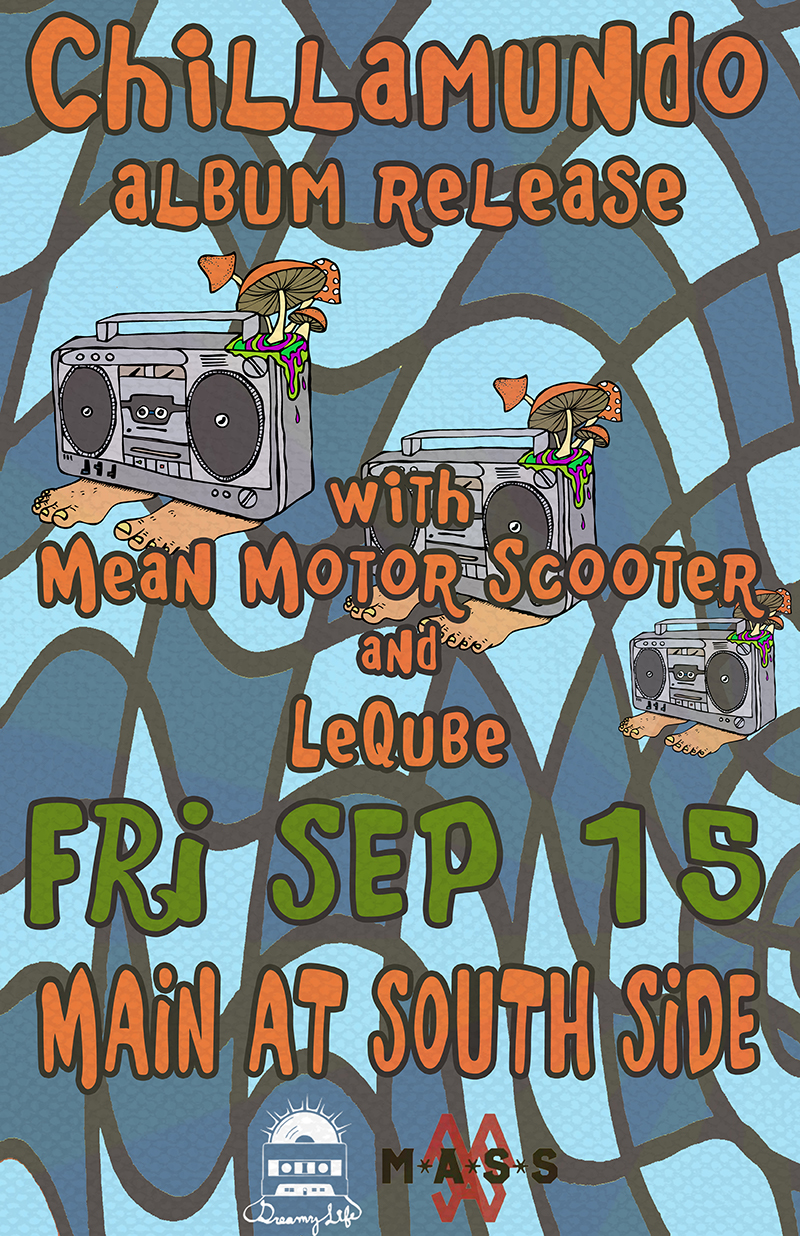 Chillamundo
album release
with
Mean Motor Scooter
and
LeQube
FRi SEP 15
MAiN AT SOUTH SiDE
Dreamy Life
M*A*S*S